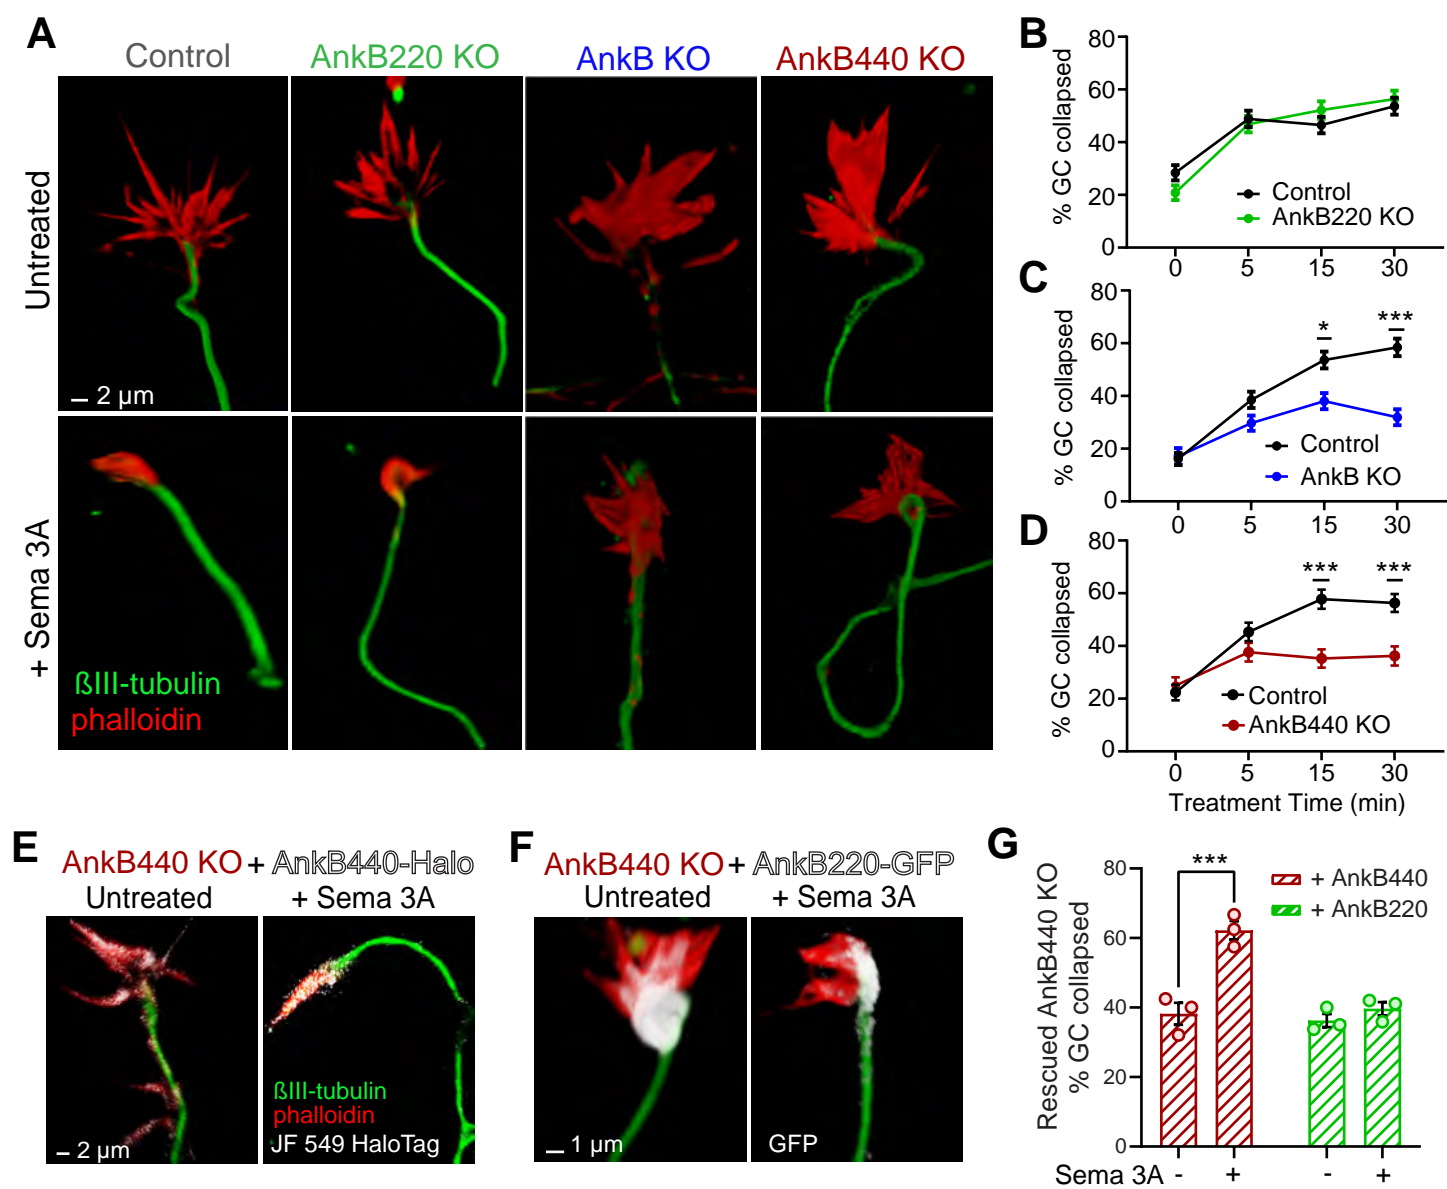 A
Control
AnkB220 KO
AnkB KO
AnkB440 KO
Untreated
2 µm
+ Sema 3A
ßIII-tubulin
phalloidin
B
80
60
40
20
0
% GC collapsed
Control
AnkB220 KO
0 5 15 30
C
80
60
40
20
0
% GC collapsed
*
***
Control
AnkB KO
0 5 15 30
D
80
60
40
20
0
% GC collapsed
***
***
Control
AnkB440 KO
0 5 15 30
Treatment Time (min)
E
AnkB440 KO + AnkB440-Halo
Untreated
+ Sema 3A
2 µm
ßIII-tubulin
phalloidin
JF 549 HaloTag
F
AnkB440 KO + AnkB220-GFP
Untreated
+ Sema 3A
1 µm
GFP
G
Rescued AnkB440 KO
% GC collapsed
80
60
40
20
0
***
+ AnkB440
+ AnkB220
Sema 3A - + - +